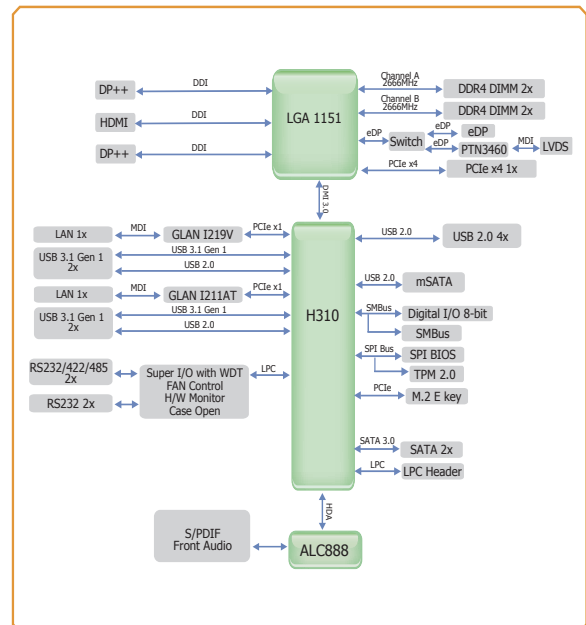 DP++
DDI
HDMI
DDI
DP++
DDI
LGA 1151
Channel A
2666MHz
DDR4 DIMM 2x
Channel B
2666MHz
DDR4 DIMM 2x
eDP
Switch
eDP
eDP
eDP
PTN3460
MDI
LVDS
PCIe x4
PCIe x4 1x
DMI 3.0
LAN 1x
MDI
GLAN I219V
PCIe x1
USB 3.1 Gen 1
2x
USB 3.1 Gen 1
USB 2.0
LAN 1x
MDI
GLAN I211AT
PCIe x1
USB 3.1 Gen 1
2x
USB 3.1 Gen 1
USB 2.0
RS232/422/485
2x
RS232 2x
Super I/O with WDT
FAN Control
H/W Monitor
Case Open
LPC
H310
USB 2.0
USB 2.0 4x
USB 2.0
mSATA
SMBus
Digital I/O 8-bit
SMBus
SPI Bus
SPI BIOS
TPM 2.0
PCIe
M.2 E key
SATA 3.0
SATA 2x
LPC
LPC Header
HDA
S/PDIF
Front Audio
ALC888